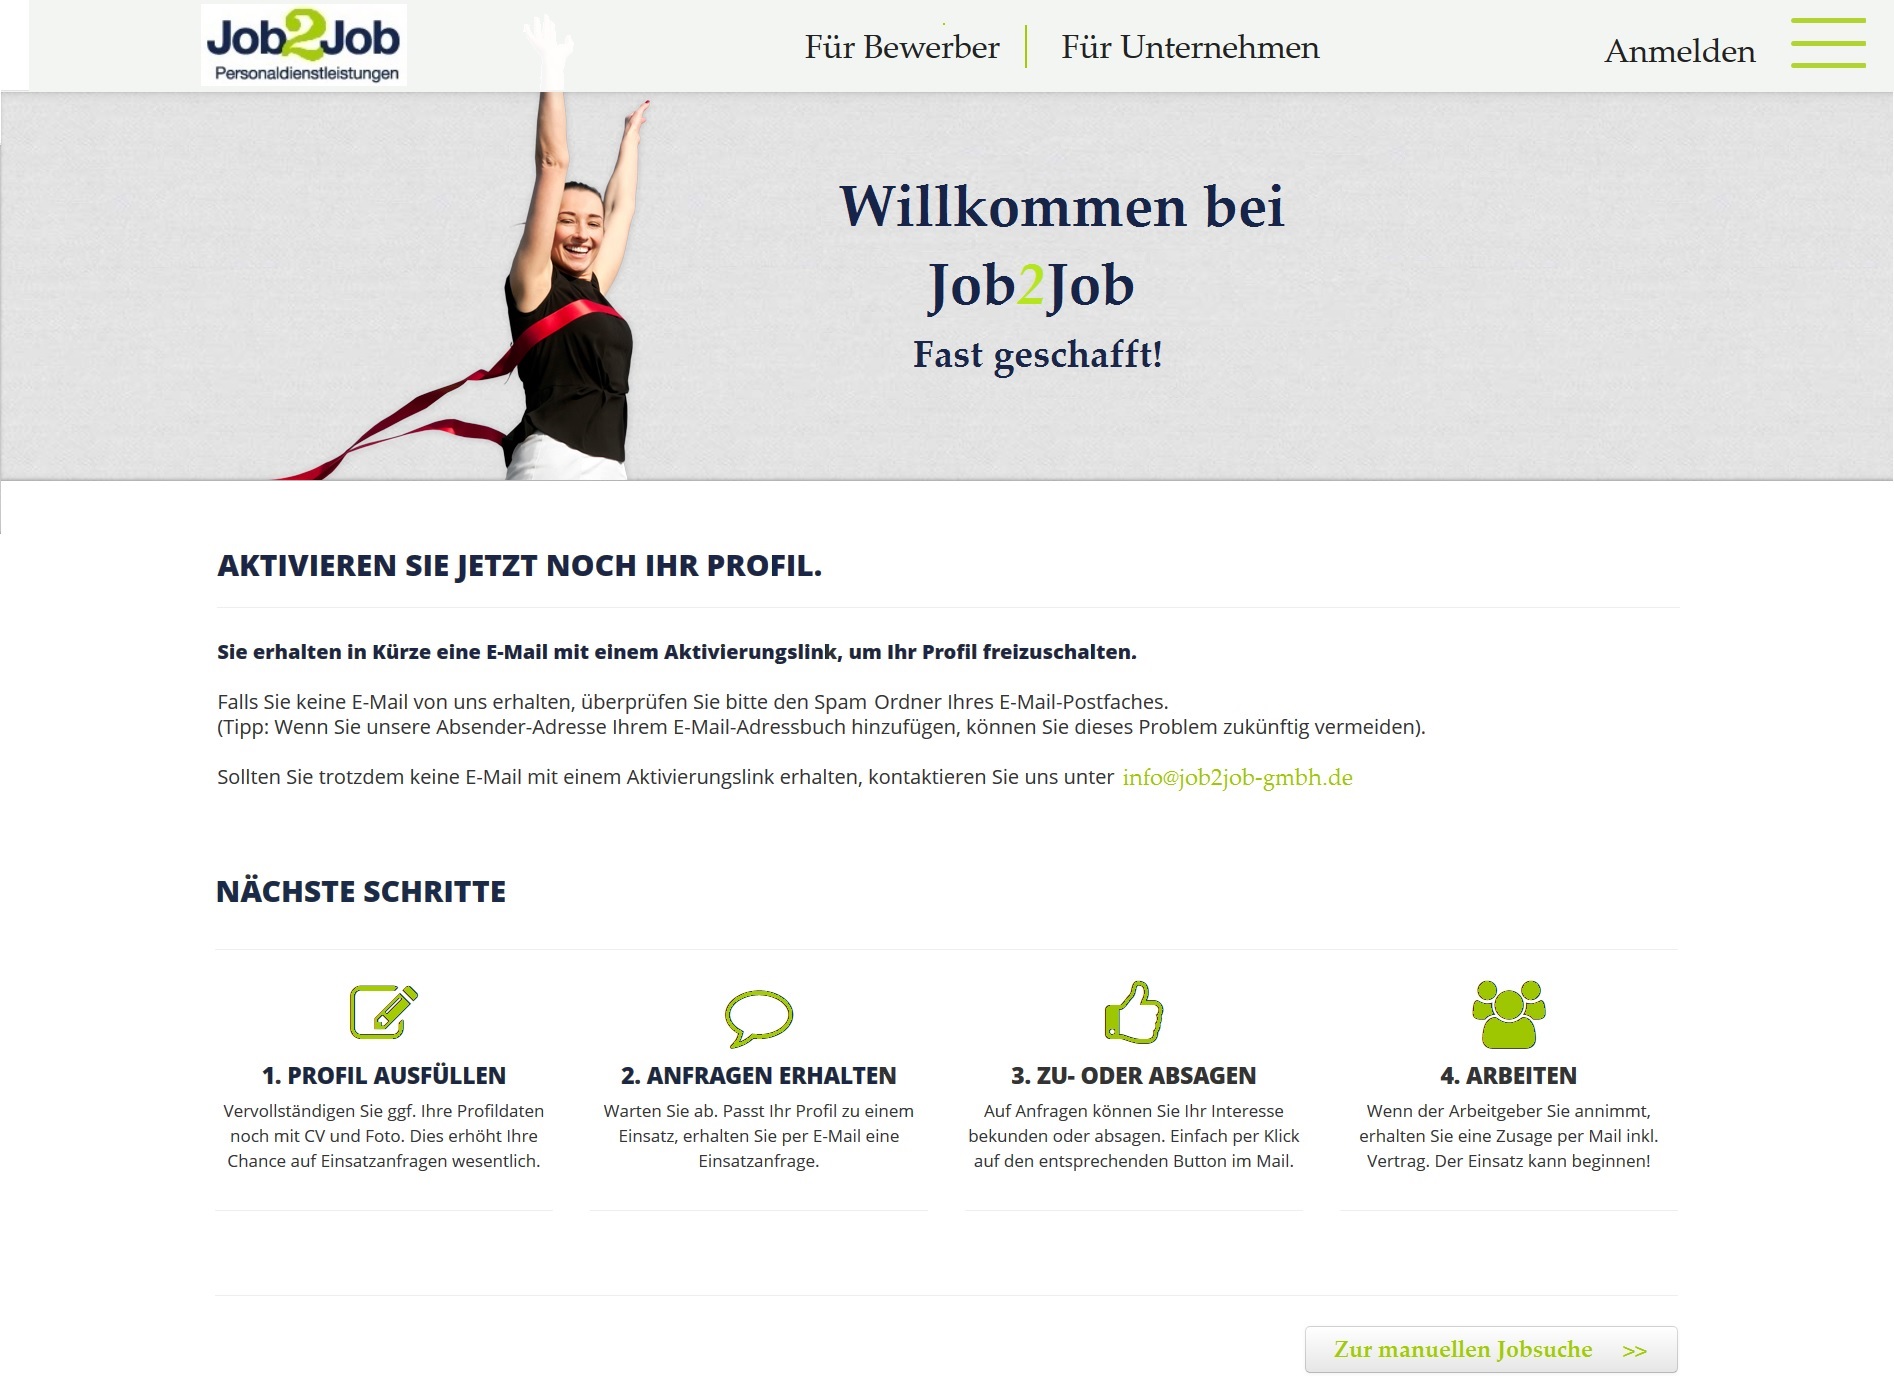 Job2Job
Personaldienstleistungen
Für Bewerber
Für Unternehmen
Anmelden
Willkommen bei
Job2Job
Fast geschafft!
AKTIVIEREN SIE JETZT NOCH IHR PROFIL.
Sie erhalten in Kürze eine E-Mail mit einem Aktivierungslink, um Ihr Profil freizuschalten.
Falls Sie keine E-Mail von uns erhalten, überprüfen Sie bitte den Spam Ordner Ihres E-Mail-Postfaches.
(Tipp: Wenn Sie unsere Absender-Adresse Ihrem E-Mail-Adressbuch hinzufügen, können Sie dieses Problem zukünftig vermeiden).
Sollten Sie trotzdem keine E-Mail mit einem Aktivierungslink erhalten, kontaktieren Sie uns unter info@job2job-gmbh.de
NÄCHSTE SCHRITTE
1. PROFIL AUSFÜLLEN
Vervollständigen Sie ggf. Ihre Profildaten
noch mit CV und Foto. Dies erhöht Ihre
Chance auf Einsatzanfragen wesentlich.
2. ANFRAGEN ERHALTEN
Warten Sie ab. Passt Ihr Profil zu einem
Einsatz, erhalten Sie per E-Mail eine
Einsatzanfrage.
3. ZU- ODER ABSAGEN
Auf Anfragen können Sie Ihr Interesse
bekunden oder absagen. Einfach per Klick
auf den entsprechenden Button im Mail.
4. ARBEITEN
Wenn der Arbeitgeber Sie annimmt,
erhalten Sie eine Zusage per Mail inkl.
Vertrag. Der Einsatz kann beginnen!
Zur manuellen Jobsuche >>